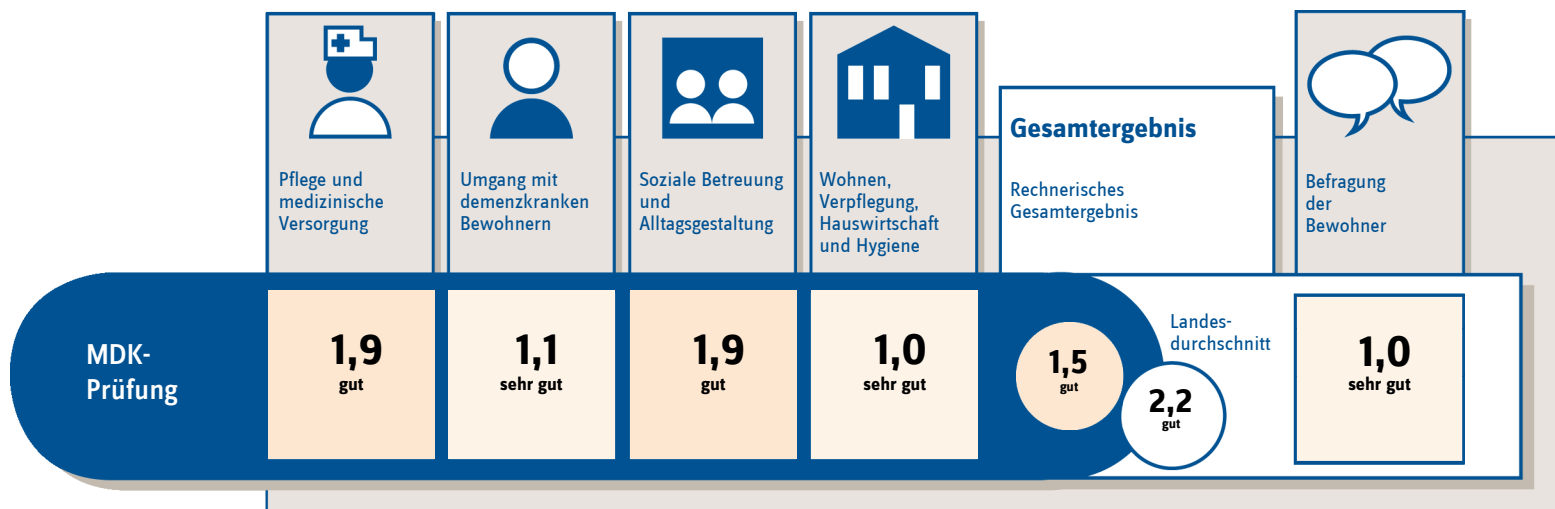 Pflege und
medizinische
Versorgung
Umgang mit
demenzkranken
Bewohnern
Soziale Betreuung
und
Alltagsgestaltung
Wohnen,
Verpflegung,
Hauswirtschaft
und Hygiene
Gesamtergebnis
Rechnerisches
Gesamtergebnis
Befragung
der
Bewohner
MDK-
Prüfung
1,9
gut
1,1
sehr gut
1,9
gut
1,0
sehr gut
1,5
gut
Landes-
durchschnitt
2,2
gut
1,0
sehr gut